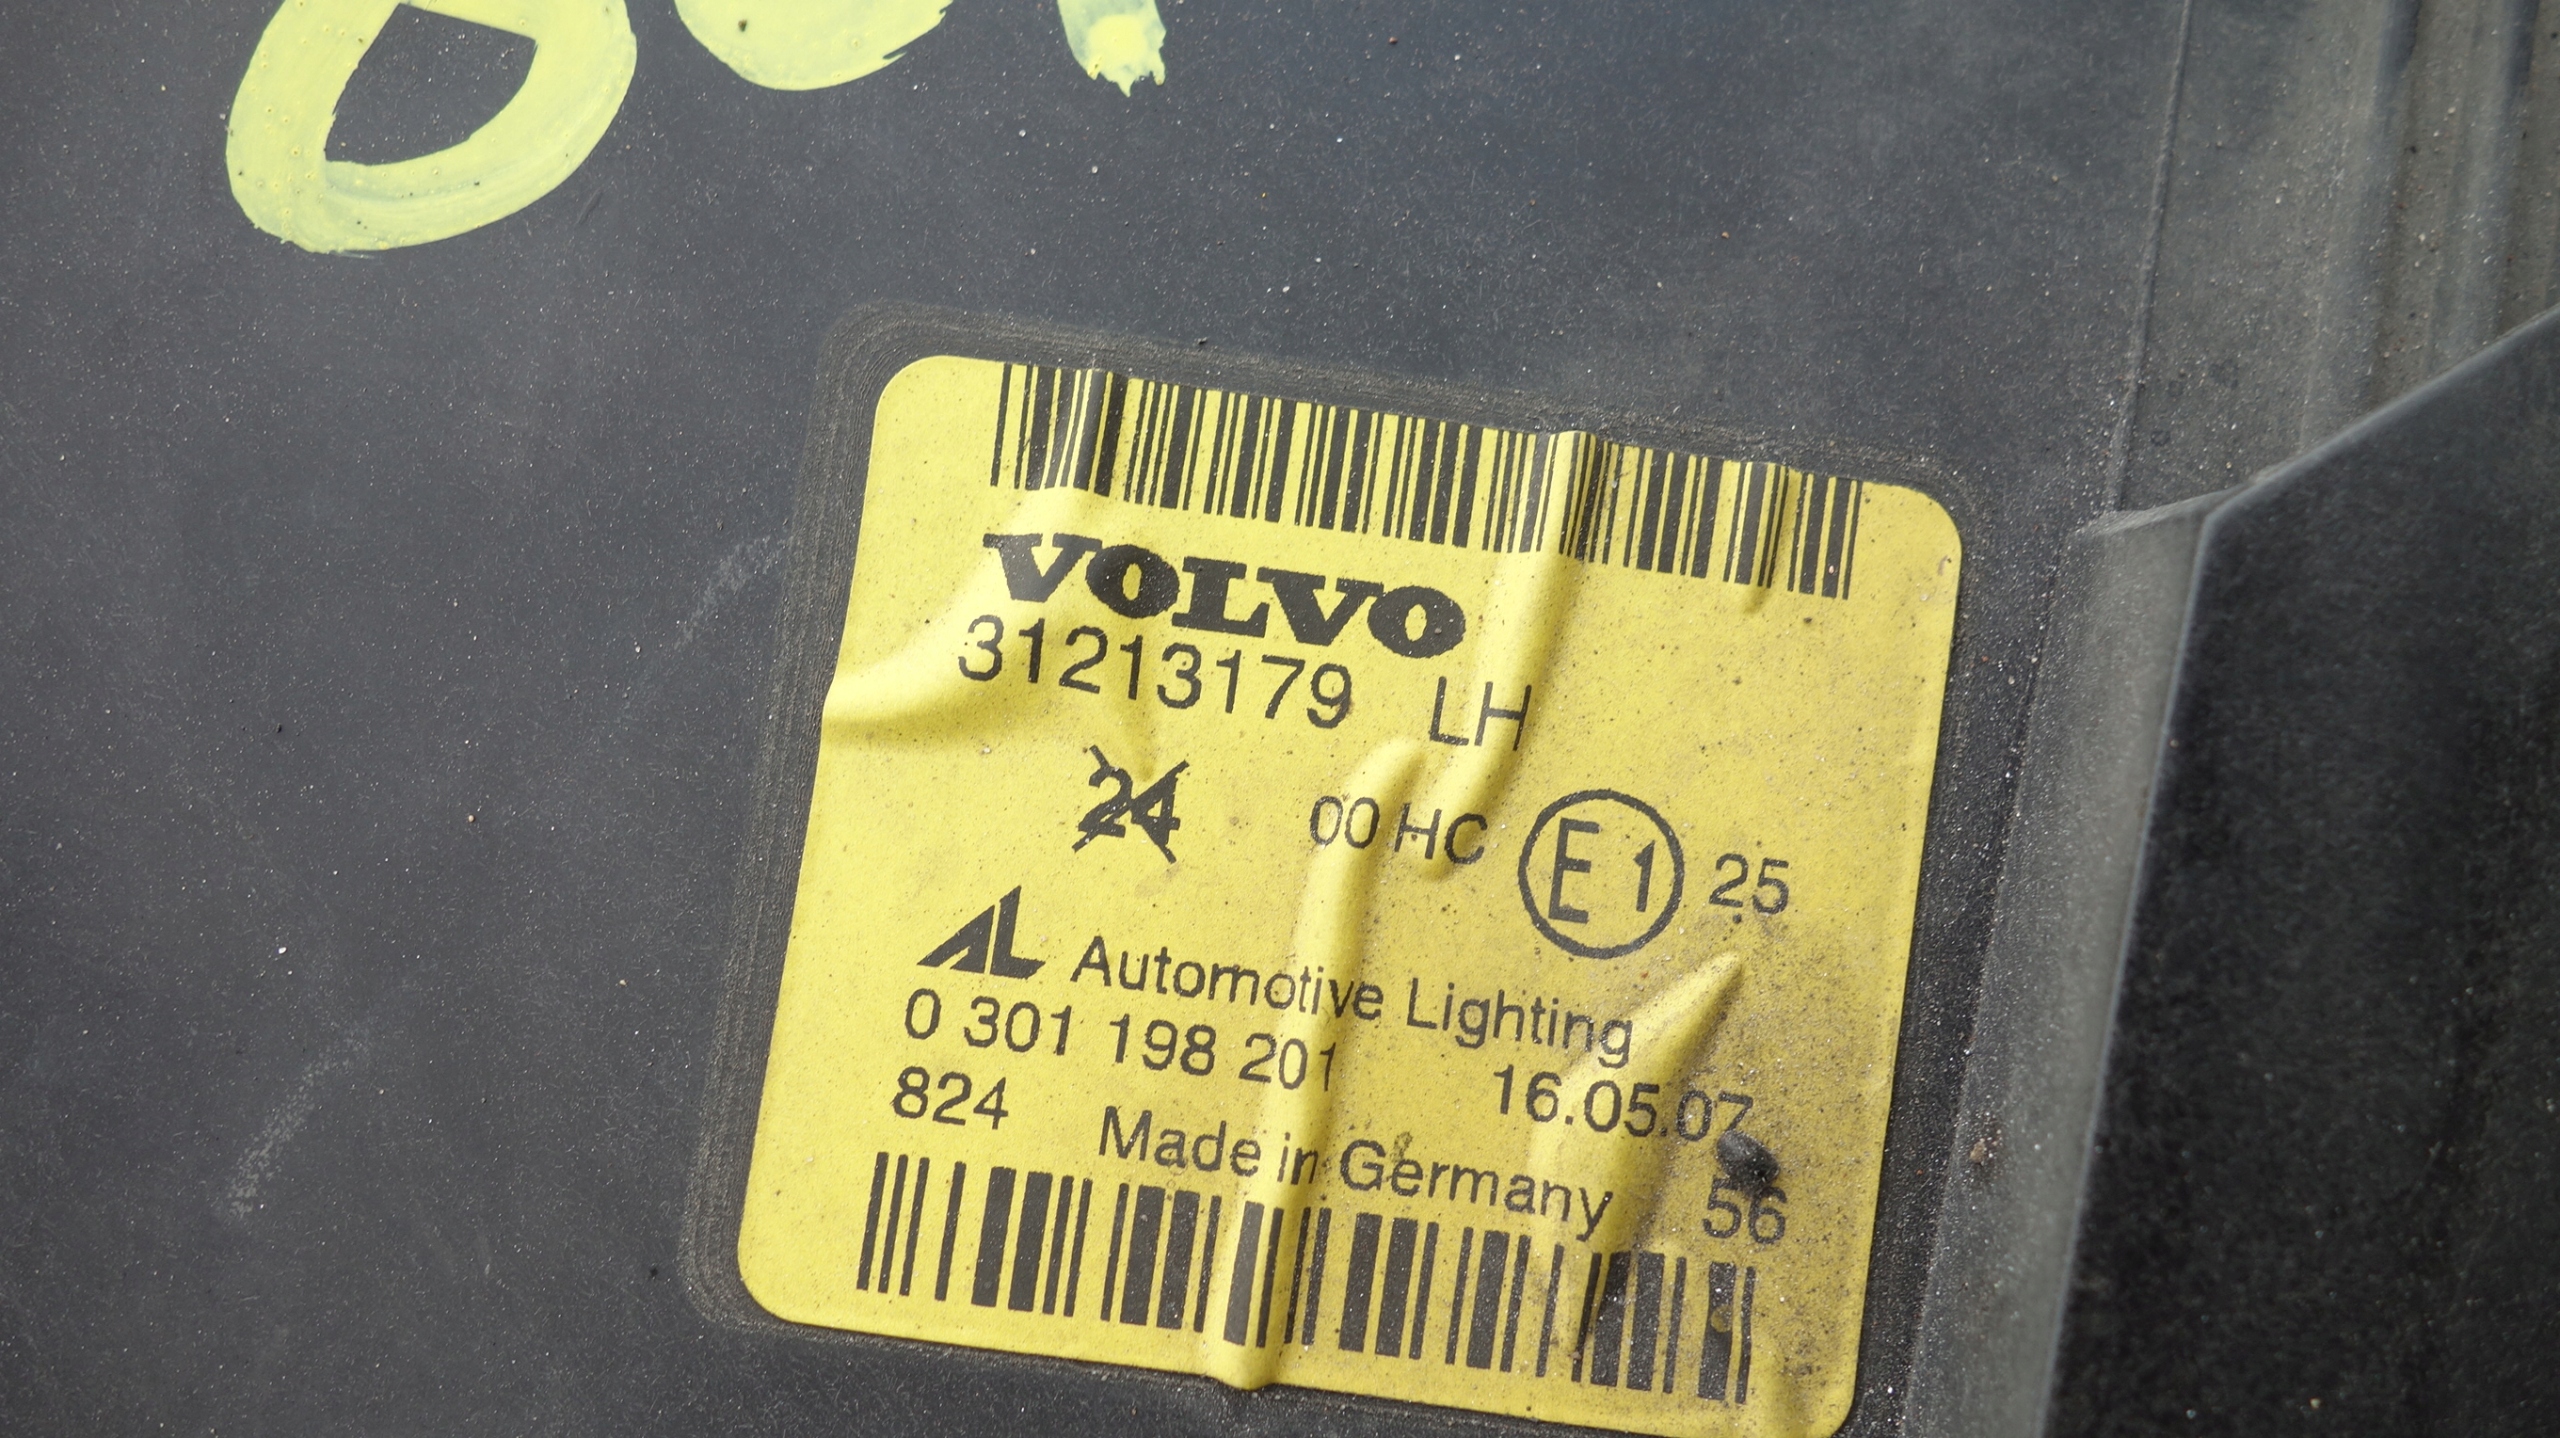 VOLVO
31213179 LH
24 00 HC E1 25
AL Automotive Lighting
0 301 198 201 16.05.07
824 Made in Germany 56